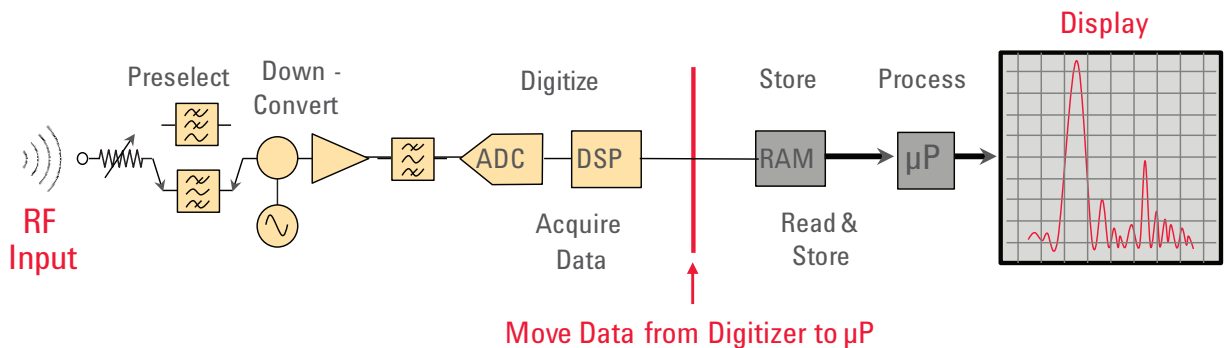 Display
Preselect
Down -
Convert
Digitize
Store
Process
ADC
DSP
RAM
µP
RF
Input
Acquire
Data
Read &
Store
Move Data from Digitizer to µP